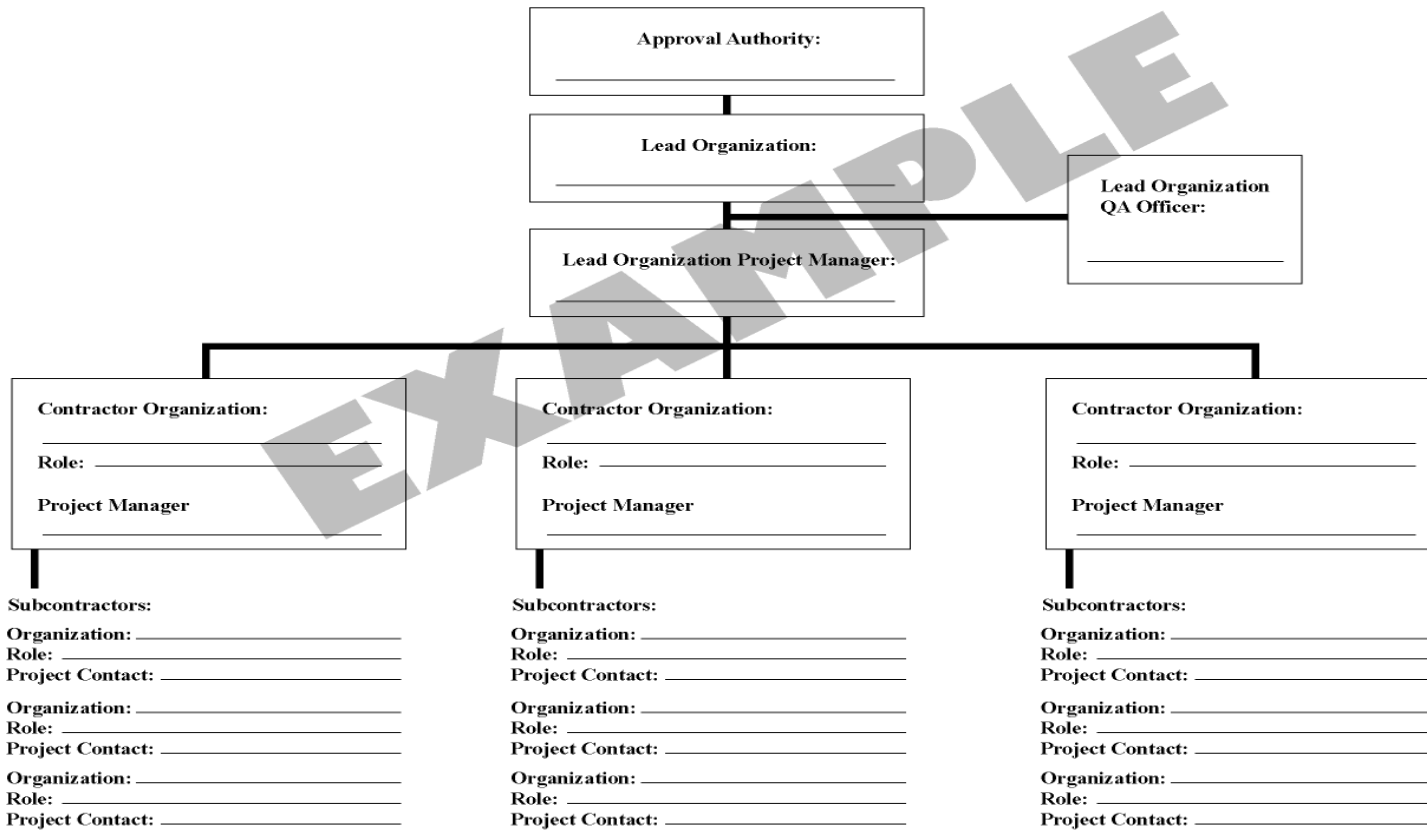 Approval Authority:
Lead Organization:
Lead Organization
QA Officer:
Lead Organization Project Manager:
EXAMPLE
Contractor Organization:
Role:
Project Manager
Contractor Organization:
Role:
Project Manager
Contractor Organization:
Role:
Project Manager
Subcontractors:
Organization:
Role:
Project Contact:
Organization:
Role:
Project Contact:
Organization:
Role:
Project Contact:
Subcontractors:
Organization:
Role:
Project Contact:
Organization:
Role:
Project Contact:
Organization:
Role:
Project Contact:
Subcontractors:
Organization:
Role:
Project Contact:
Organization:
Role:
Project Contact:
Organization:
Role:
Project Contact: